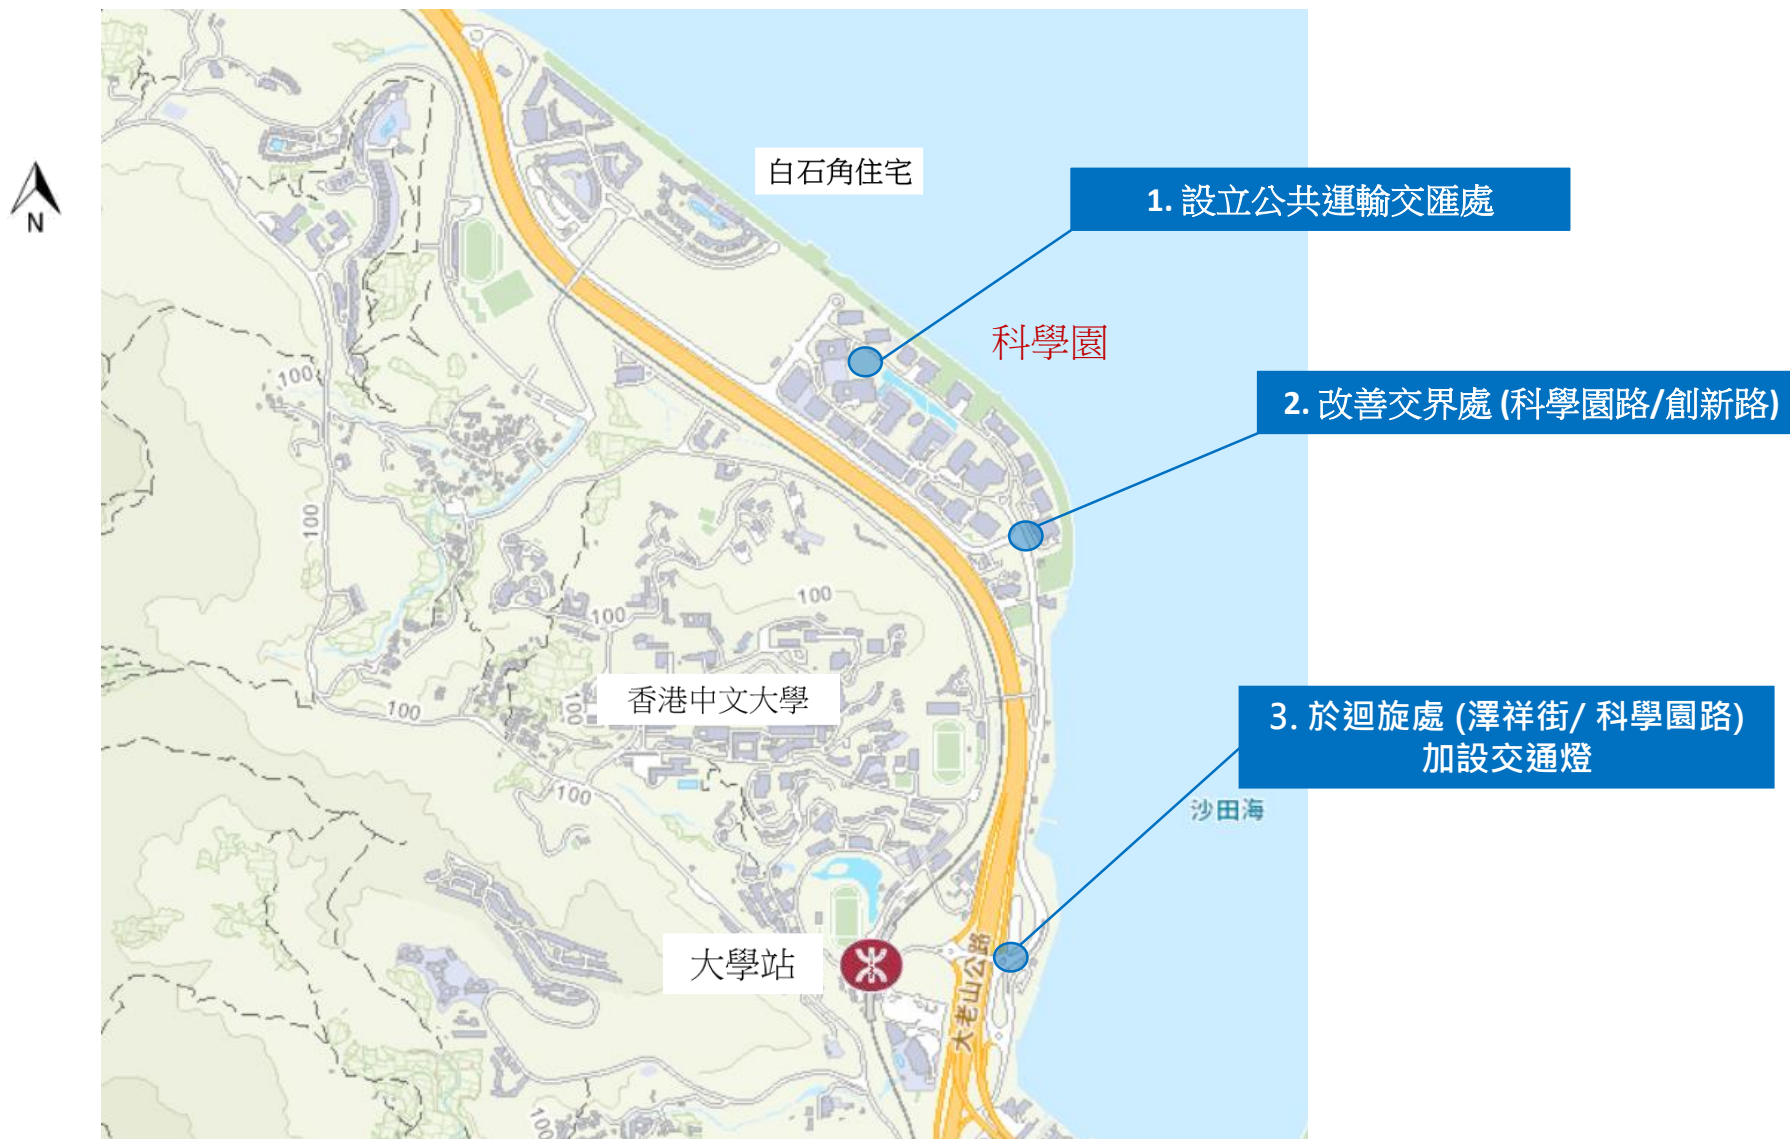 N
白石角住宅
1. 設立公共運輸交匯處
科學園
2. 改善交界處 (科學園路/創新路)
100
100
100
100
100
香港中文大學
100
100
3. 於迴旋處 (澤祥街/ 科學園路)
加設交通燈
沙田海
大學站
大老山公路
100